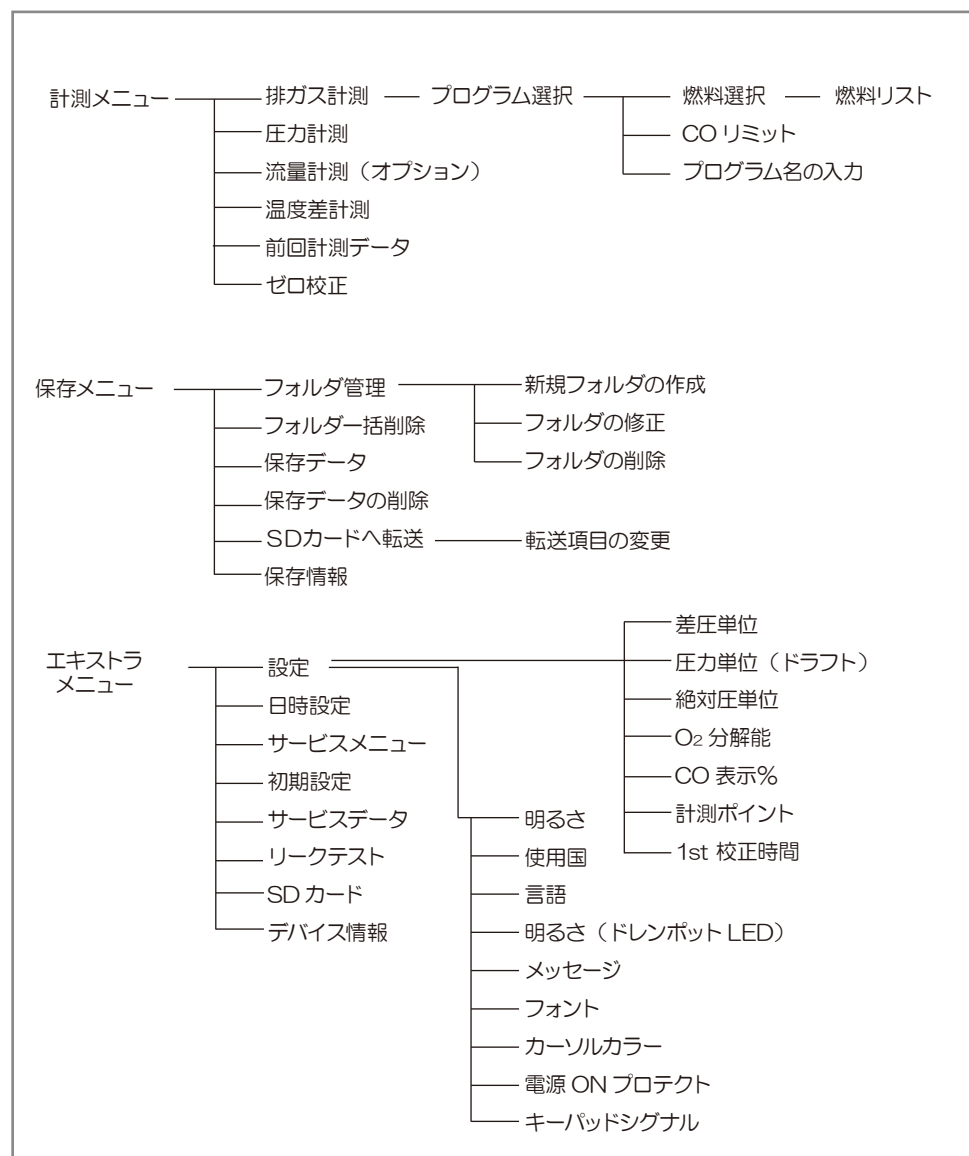 計測メニュー
排ガス計測
プログラム選択
燃料選択
燃料リスト
圧力計測
CO リミット
流量計測（オプション）
プログラム名の入力
温度差計測
前回計測データ
ゼロ校正
保存メニュー
フォルダ管理
新規フォルダの作成
フォルダ一括削除
フォルダの修正
保存データ
フォルダの削除
保存データの削除
SDカードへ転送
転送項目の変更
保存情報
エキストラ
メニュー
設定
差圧単位
圧力単位（ドラフト）
絶対圧単位
O2 分解能
CO 表示%
計測ポイント
1st 校正時間
日時設定
サービスメニュー
初期設定
サービスデータ
リークテスト
SD カード
デバイス情報
明るさ
使用国
言語
明るさ（ドレンポット LED）
メッセージ
フォント
カーソルカラー
電源 ON プロテクト
キーパッドシグナル